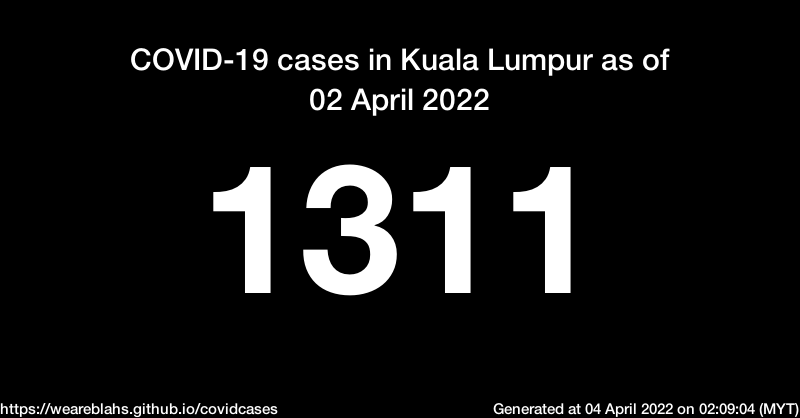 COVID-19 cases in Kuala Lumpur as of
02 April 2022
1311
https://weareblahs.github.io/covidcases
Generated at 04 April 2022 on 02:09:04 (MYT)